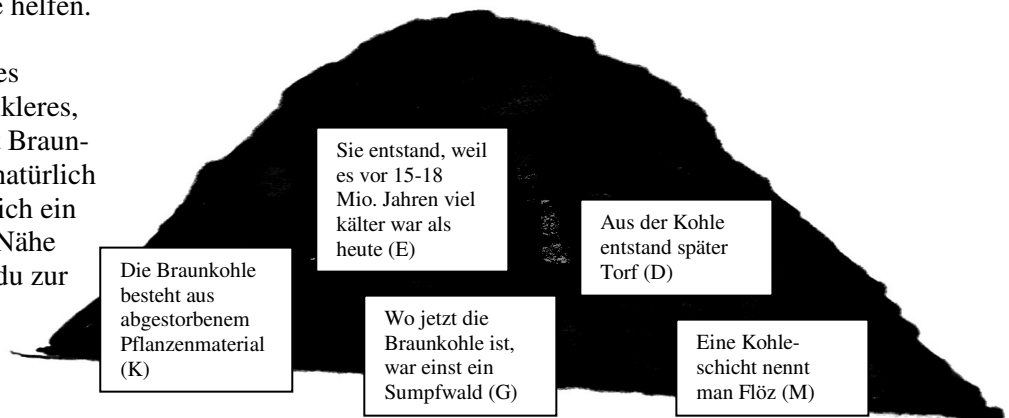 e helfen.
es
kleres,
Braun-
natürlich
ich ein
Nähe
du zur
Sie entstand, weil
es vor 15-18
Mio. Jahren viel
kälter war als
heute (E)
Aus der Kohle
entstand später
Torf (D)
Die Braunkohle
besteht aus
abgestorbenem
Pflanzenmaterial
(K)
Wo jetzt die
Braunkohle ist,
war einst ein
Sumpfwald (G)
Eine Kohle-
schicht nennt
man Flöz (M)